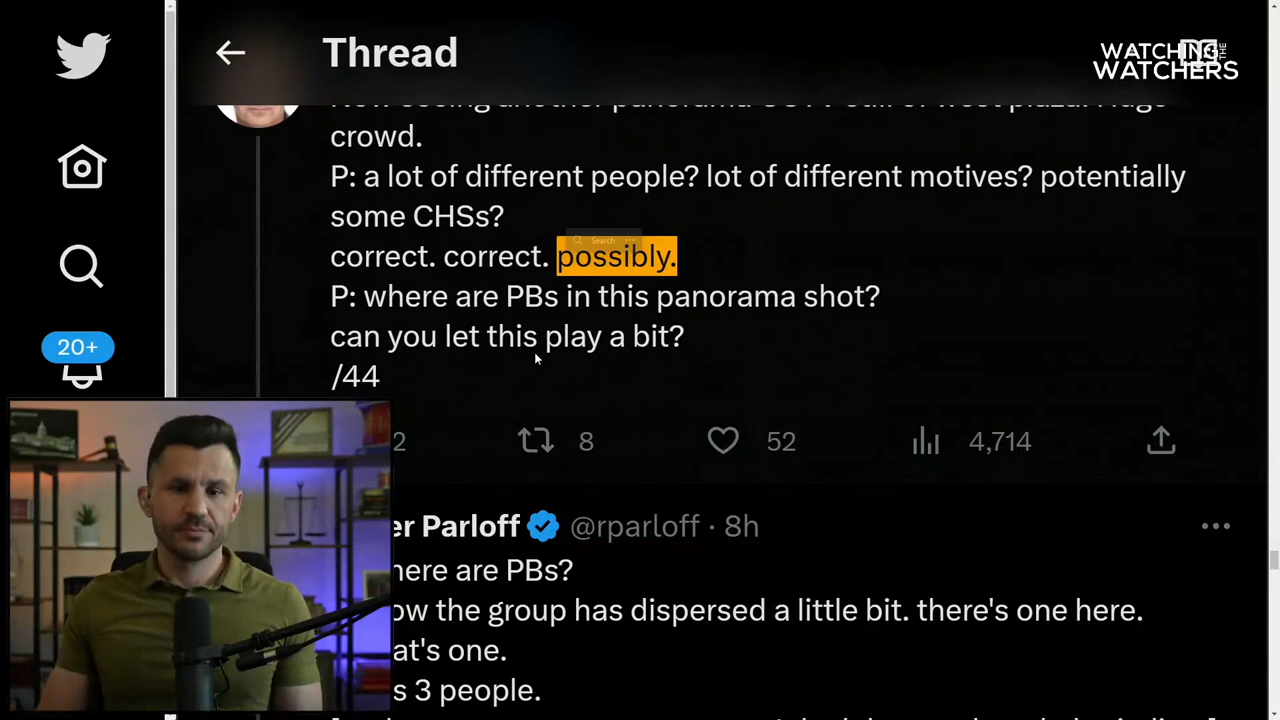 Thread
WATCHING THE
WATCHERS
crowd.
P: a lot of different people? lot of different motives? potentially
some CHSs?
Search
correct. correct. possibly.
P: where are PBs in this panorama shot?
can you let this play a bit?
/44
20+
2 8 52 4,714
er Parloff @rparloff · 8h
here are PBs?
ow the group has dispersed a little bit. there's one here.
at's one.
s 3 people.